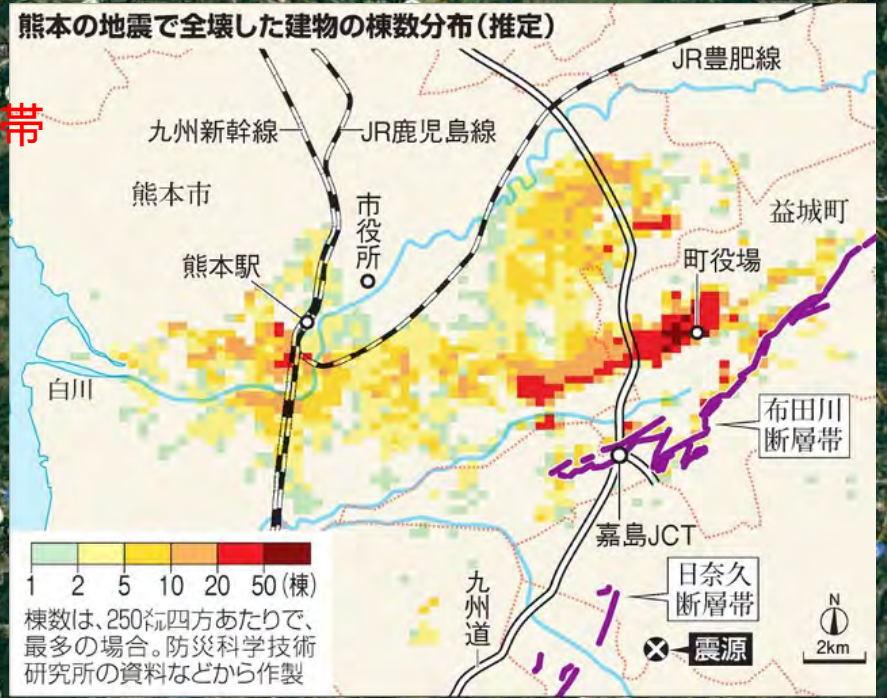 熊本の地震で全壊した建物の棟数分布(推定)
帯
JR豊肥線
九州新幹線
JR鹿児島線
熊本市
市役所
益城町
熊本駅
町役場
白川
布田川
断層帯
嘉島JCT
1 2 5 10 20 50(棟)
棟数は、250㍍四方あたりで、
最多の場合。防災科学技術
研究所の資料などから作製
九州道
日奈久
断層帯
震源
N
2km